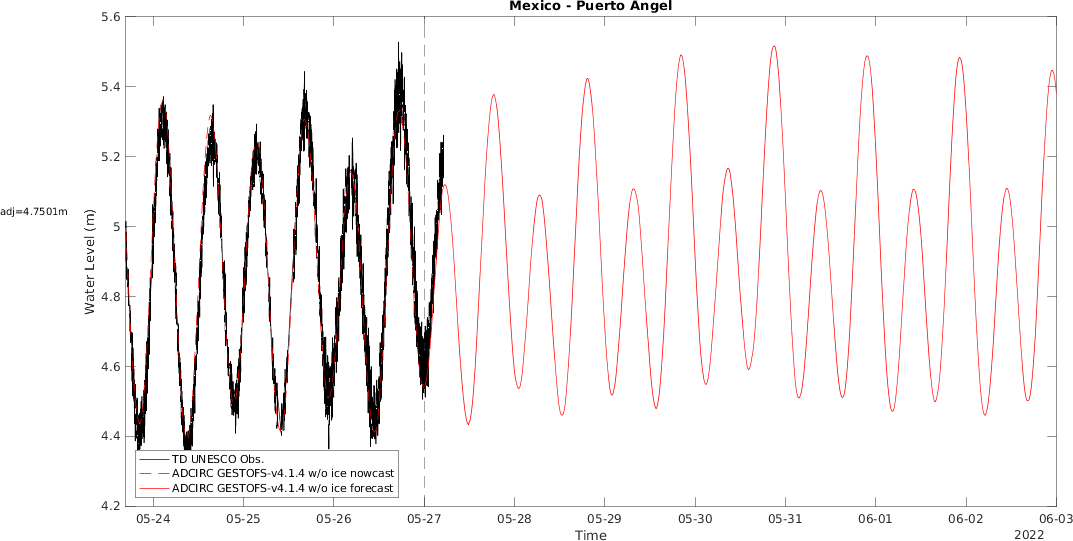 Mexico - Puerto Angel
5.6
5.4
5.2
5
4.8
4.6
4.4
4.2
adj=4.7501m
Water Level (m)
TD UNESCO Obs.
ADCIRC GESTOFS-v4.1.4 w/o ice nowcast
ADCIRC GESTOFS-v4.1.4 w/o ice forecast
05-24 05-25 05-26 05-27 05-28 05-29 05-30 05-31 06-01 06-02 06-03
Time
2022